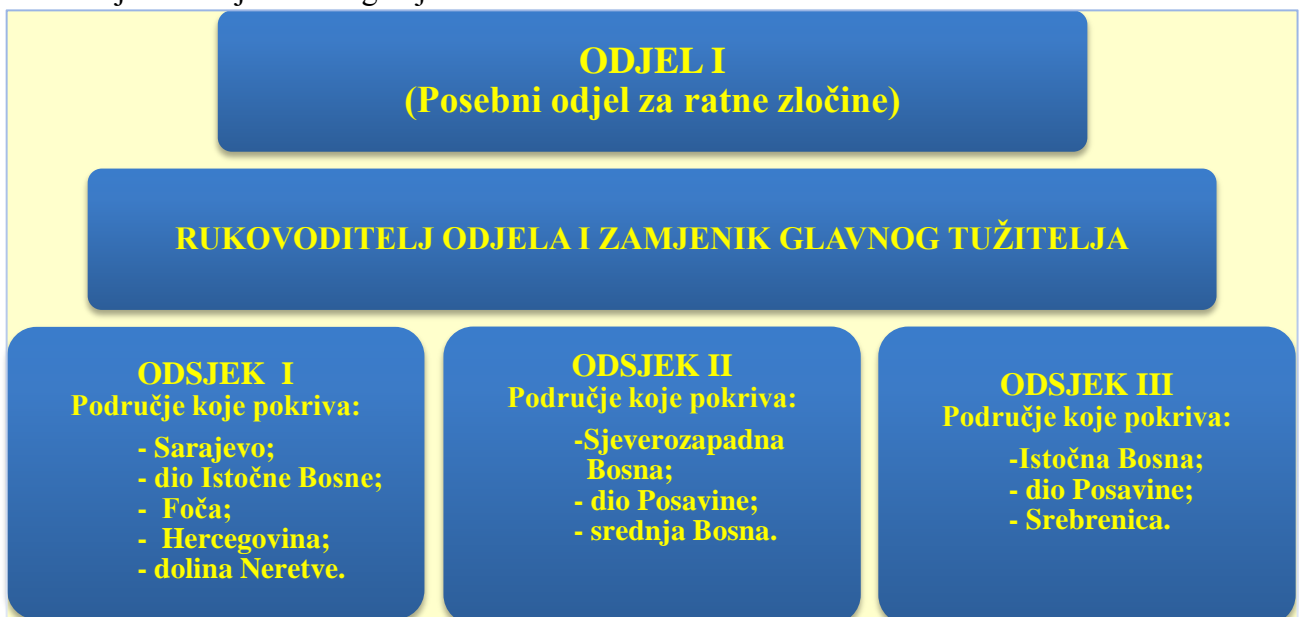 ODJEL I
(Posebni odjel za ratne zločine)
RUKOVODITELJ ODJELA I ZAMJENIK GLAVNOG TUŽITELJA
ODSJEK I
Područje koje pokriva:
- Sarajevo;
- dio Istočne Bosne;
- Foča;
- Hercegovina;
- dolina Neretve.
ODSJEK II
Područje koje pokriva:
-Sjeverozapadna
Bosna;
- dio Posavine;
- srednja Bosna.
ODSJEK III
Područje koje pokriva:
-Istočna Bosna;
- dio Posavine;
- Srebrenica.